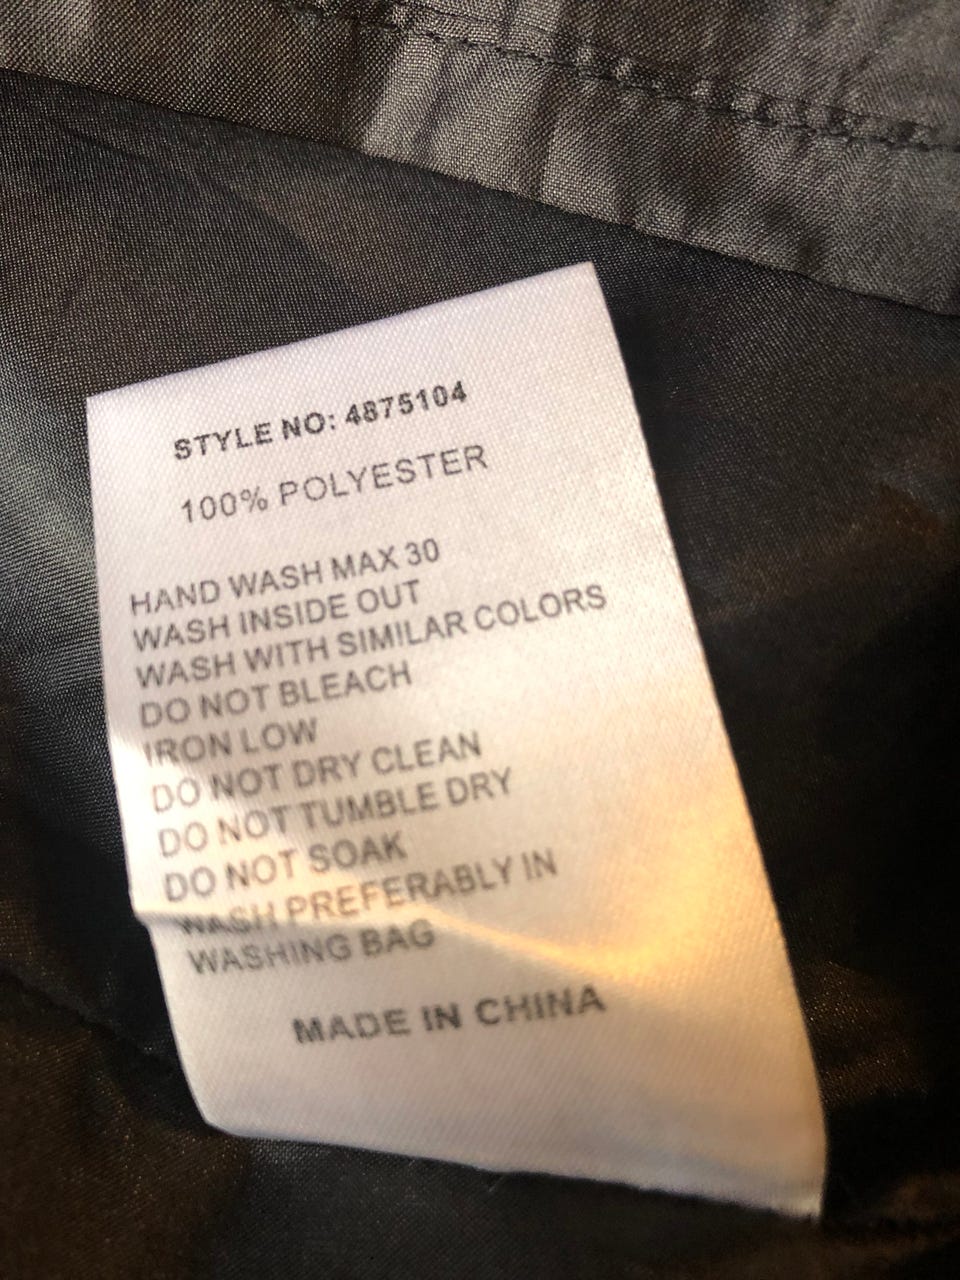 STYLE NO: 4875104
100% POLYESTER
HAND WASH MAX 30
WASH INSIDE OUT
WASH WITH SIMILAR COLORS
DO NOT BLEACH
IRON LOW
DO NOT DRY CLEAN
DO NOT TUMBLE DRY
DO NOT SOAK
WASH PREFERABLY IN
WASHING BAG
MADE IN CHINA